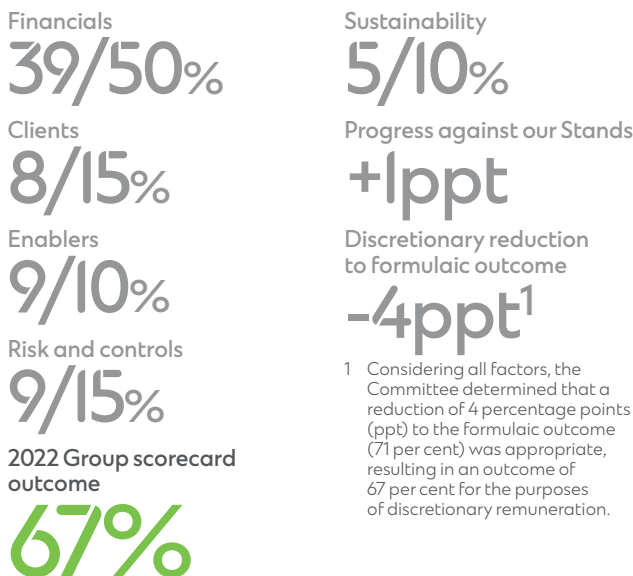 Financials
39/50%
Clients
8/15%
Enablers
9/10%
Risk and controls
9/15%
2022 Group scorecard
outcome
67%
Sustainability
5/10%
Progress against our Stands
+1ppt
Discretionary reduction
to formulaic outcome
-4ppt1
1 Considering all factors, the
Committee determined that a
reduction of 4 percentage points
(ppt) to the formulaic outcome
(71 per cent) was appropriate,
resulting in an outcome of
67 per cent for the purposes
of discretionary remuneration.